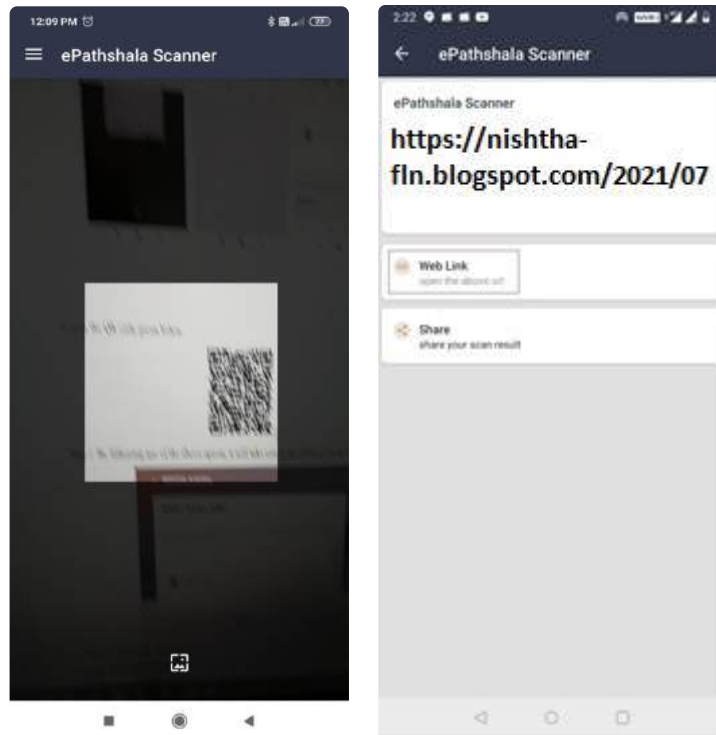 12:09 PM
77
ePathshala Scanner
2:22
ePathshala Scanner
ePathshala Scanner
https://nishtha-
fln.blogspot.com/2021/07
Web Link
open the above url
Share
share your scan result